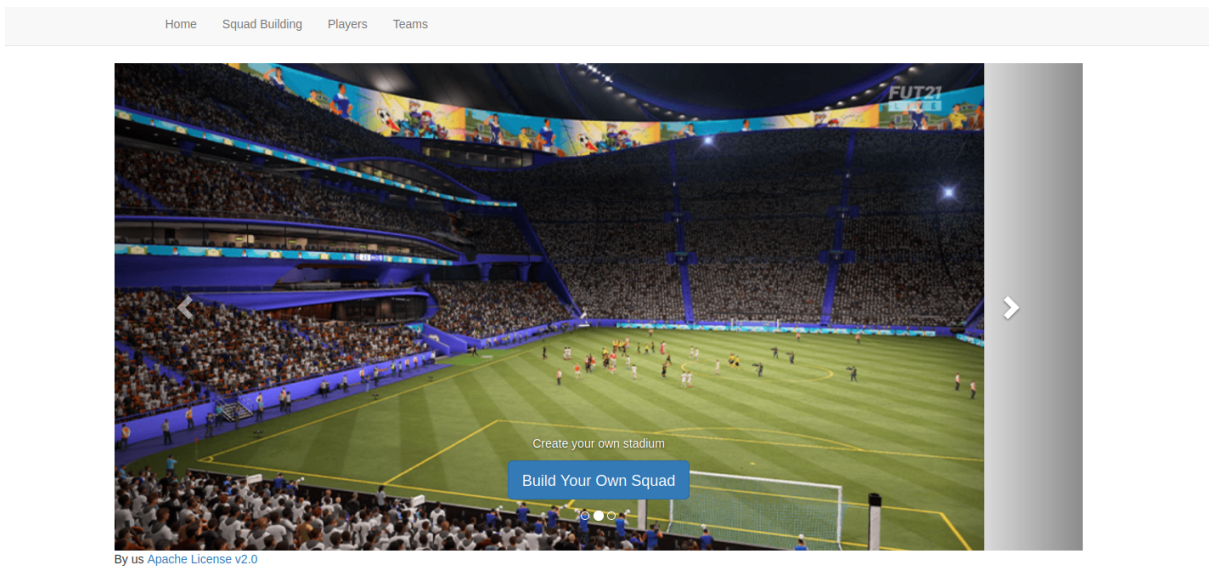 Home Squad Building Players Teams
FUT21
LIVE
Create your own stadium
Build Your Own Squad
By us Apache License v2.0